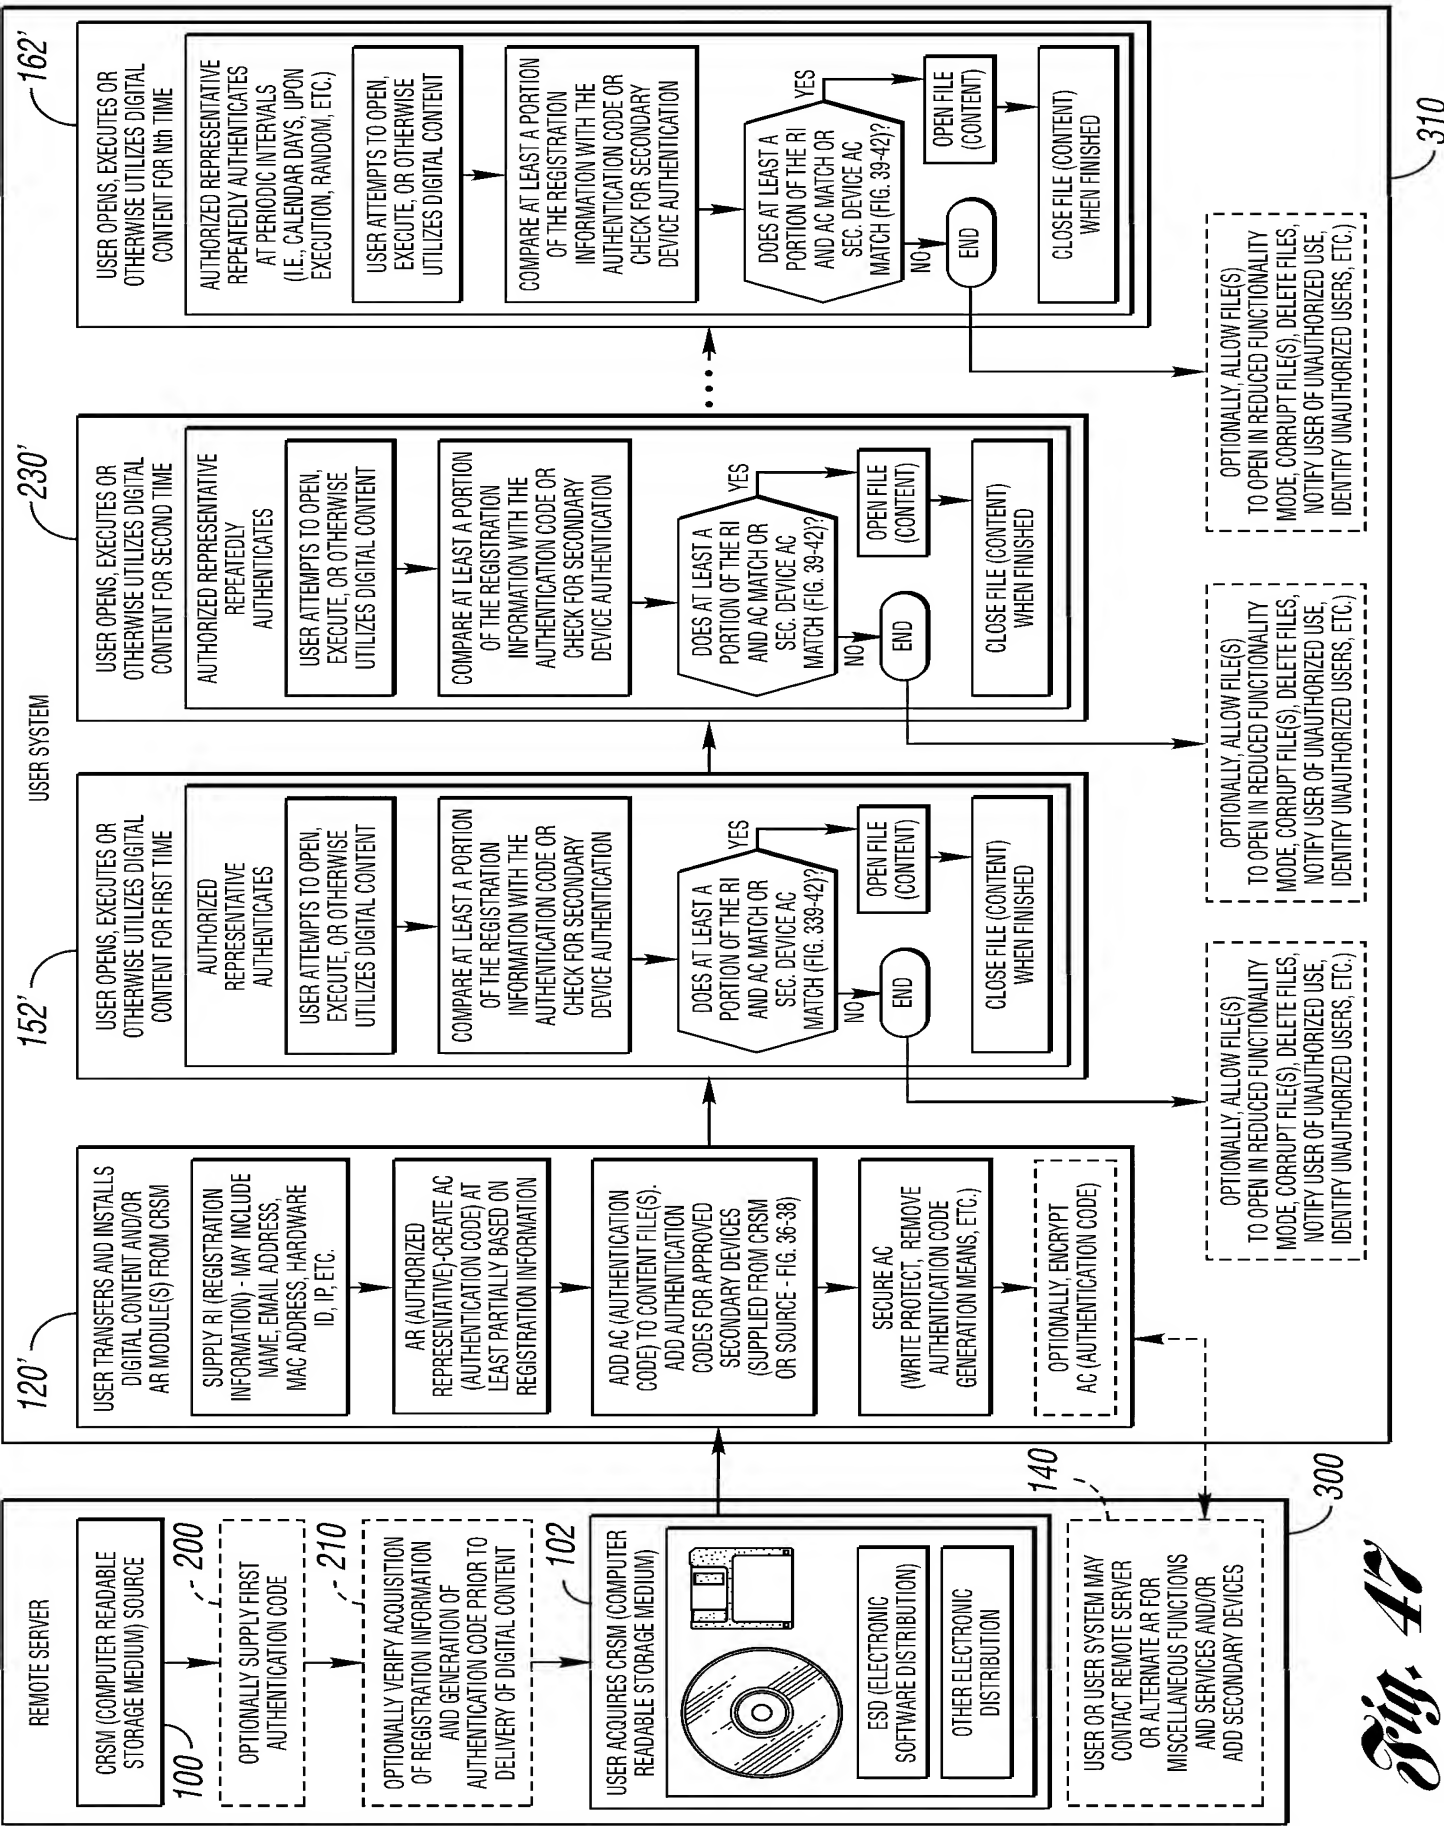 REMOTE SERVER
CRSM (COMPUTER READABLE
STORAGE MEDIUM) SOURCE
100
OPTIONALLY SUPPLY FIRST
AUTHENTICATION CODE
200
OPTIONALLY VERIFY ACQUISITION
OF REGISTRATION INFORMATION
AND GENERATION OF
AUTHENTICATION CODE PRIOR TO
DELIVERY OF DIGITAL CONTENT
210
USER ACQUIRES CRSM (COMPUTER
READABLE STORAGE MEDIUM)
102
ESD (ELECTRONIC
SOFTWARE DISTRIBUTION)
OTHER ELECTRONIC
DISTRIBUTION
USER OR USER SYSTEM MAY
CONTACT REMOTE SERVER
OR ALTERNATE AR FOR
MISCELLANEOUS FUNCTIONS
AND SERVICES AND/OR
ADD SECONDARY DEVICES
140
300
USER SYSTEM
120'
USER TRANSFERS AND INSTALLS
DIGITAL CONTENT AND/OR
AR MODULE(S) FROM CRSM
SUPPLY RI (REGISTRATION
INFORMATION) - MAY INCLUDE
NAME, EMAIL ADDRESS,
MAC ADDRESS, HARDWARE
ID, IP, ETC.
AR (AUTHORIZED
REPRESENTATIVE)-CREATE AC
(AUTHENTICATION CODE) AT
LEAST PARTIALLY BASED ON
REGISTRATION INFORMATION
ADD AC (AUTHENTICATION
CODE) TO CONTENT FILE(S).
ADD AUTHENTICATION
CODES FOR APPROVED
SECONDARY DEVICES
(SUPPLIED FROM CRSM
OR SOURCE - FIG. 36-38)
SECURE AC
(WRITE PROTECT, REMOVE
AUTHENTICATION CODE
GENERATION MEANS, ETC.)
OPTIONALLY, ENCRYPT
AC (AUTHENTICATION CODE)
152'
USER OPENS, EXECUTES OR
OTHERWISE UTILIZES DIGITAL
CONTENT FOR FIRST TIME
AUTHORIZED
REPRESENTATIVE
AUTHENTICATES
USER ATTEMPTS TO OPEN,
EXECUTE, OR OTHERWISE
UTILIZES DIGITAL CONTENT
COMPARE AT LEAST A PORTION
OF THE REGISTRATION
INFORMATION WITH THE
AUTHENTICATION CODE OR
CHECK FOR SECONDARY
DEVICE AUTHENTICATION
DOES AT LEAST A
PORTION OF THE RI
AND AC MATCH OR
SEC. DEVICE AC
MATCH (FIG. 339-42)?
YES
NO
OPEN FILE
(CONTENT)
END
CLOSE FILE (CONTENT)
WHEN FINISHED
OPTIONALLY, ALLOW FILE(S)
TO OPEN IN REDUCED FUNCTIONALITY
MODE, CORRUPT FILE(S), DELETE FILES,
NOTIFY USER OF UNAUTHORIZED USE,
IDENTIFY UNAUTHORIZED USERS, ETC.)
230'
USER OPENS, EXECUTES OR
OTHERWISE UTILIZES DIGITAL
CONTENT FOR SECOND TIME
AUTHORIZED REPRESENTATIVE
REPEATEDLY
AUTHENTICATES
USER ATTEMPTS TO OPEN,
EXECUTE, OR OTHERWISE
UTILIZES DIGITAL CONTENT
COMPARE AT LEAST A PORTION
OF THE REGISTRATION
INFORMATION WITH THE
AUTHENTICATION CODE OR
CHECK FOR SECONDARY
DEVICE AUTHENTICATION
DOES AT LEAST A
PORTION OF THE RI
AND AC MATCH OR
SEC. DEVICE AC
MATCH (FIG. 39-42)?
YES
NO
OPEN FILE
(CONTENT)
END
CLOSE FILE (CONTENT)
WHEN FINISHED
OPTIONALLY, ALLOW FILE(S)
TO OPEN IN REDUCED FUNCTIONALITY
MODE, CORRUPT FILE(S), DELETE FILES,
NOTIFY USER OF UNAUTHORIZED USE,
IDENTIFY UNAUTHORIZED USERS, ETC.)
162'
USER OPENS, EXECUTES OR
OTHERWISE UTILIZES DIGITAL
CONTENT FOR Nth TIME
AUTHORIZED REPRESENTATIVE
REPEATEDLY AUTHENTICATES
AT PERIODIC INTERVALS
(I.E., CALENDAR DAYS, UPON
EXECUTION, RANDOM, ETC.)
USER ATTEMPTS TO OPEN,
EXECUTE, OR OTHERWISE
UTILIZES DIGITAL CONTENT
COMPARE AT LEAST A PORTION
OF THE REGISTRATION
INFORMATION WITH THE
AUTHENTICATION CODE OR
CHECK FOR SECONDARY
DEVICE AUTHENTICATION
DOES AT LEAST A
PORTION OF THE RI
AND AC MATCH OR
SEC. DEVICE AC
MATCH (FIG. 39-42)?
YES
NO
OPEN FILE
(CONTENT)
END
CLOSE FILE (CONTENT)
WHEN FINISHED
OPTIONALLY, ALLOW FILE(S)
TO OPEN IN REDUCED FUNCTIONALITY
MODE, CORRUPT FILE(S), DELETE FILES,
NOTIFY USER OF UNAUTHORIZED USE,
IDENTIFY UNAUTHORIZED USERS, ETC.)
310
Fig. 47